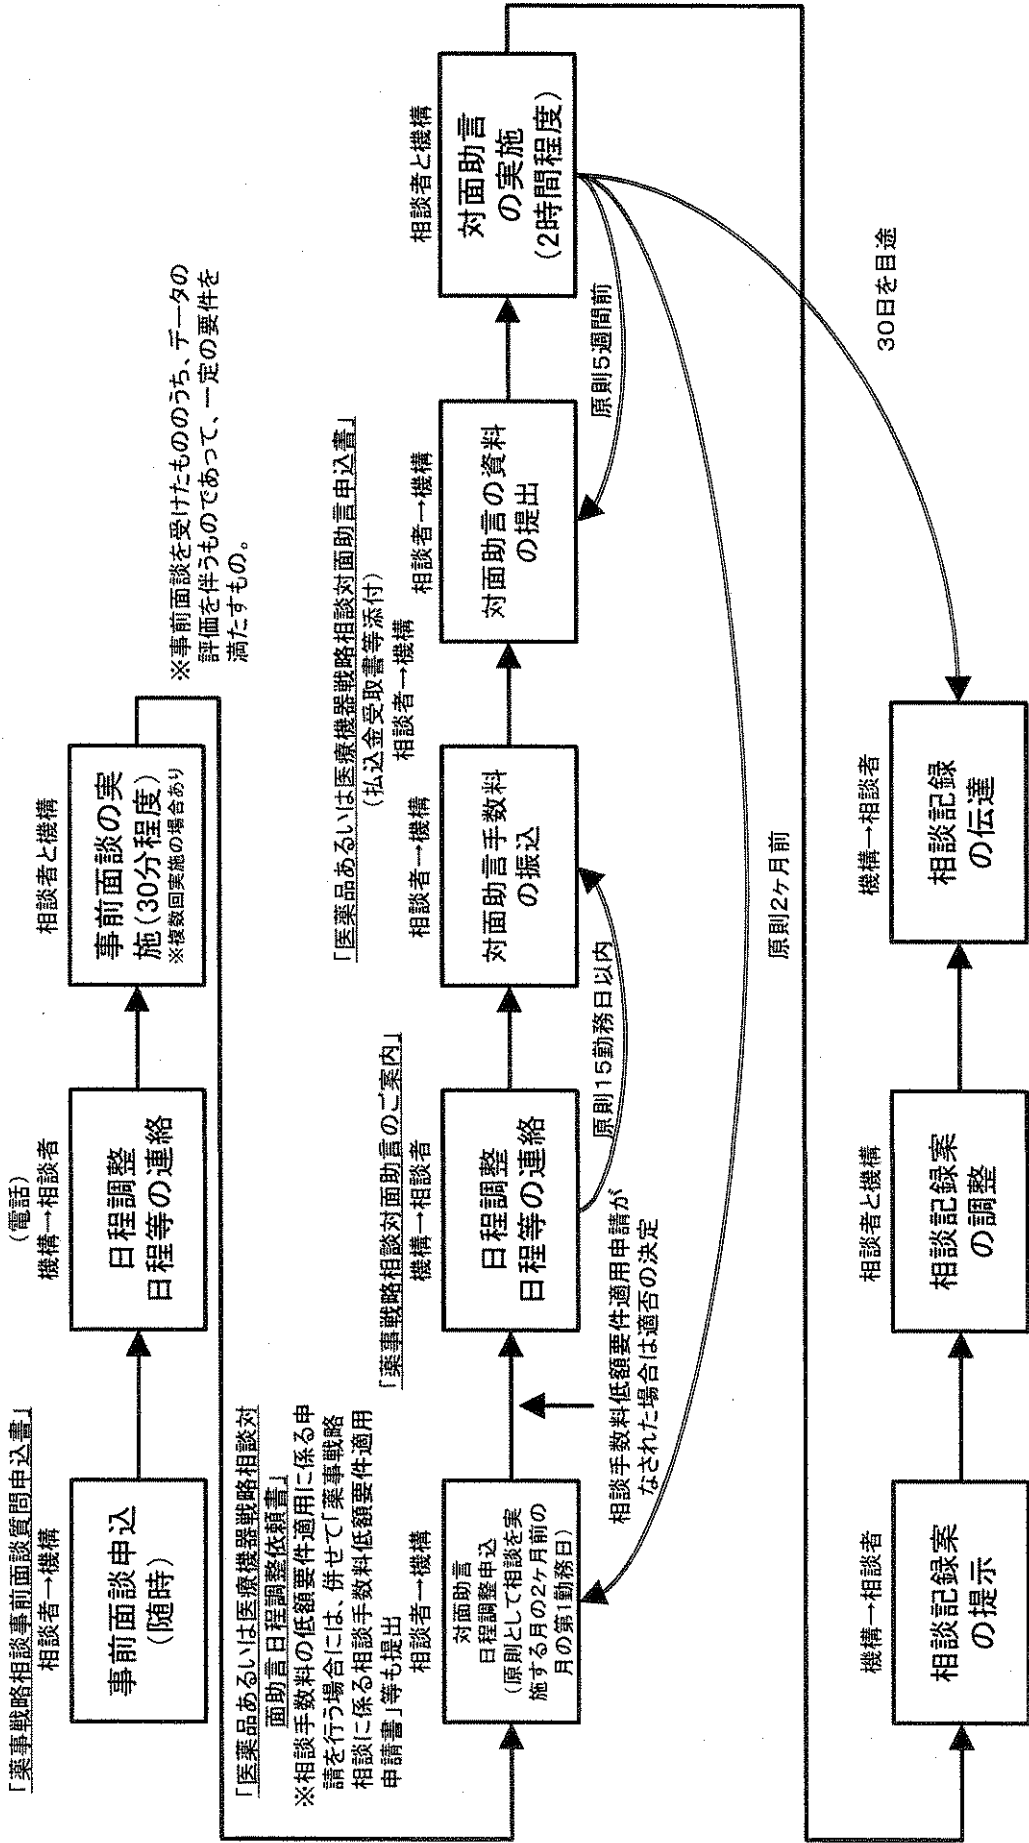 「薬事戦略相談事前面談質問申込書」
相談者→機構
事前面談申込
(随時)
(電話)
機構→相談者
日程調整
日程等の連絡
相談者と機構
事前面談の実
施(30分程度)
※複数回実施の場合あり
※事前面談を受けたもののうち、データの
評価を伴うものであって、一定の要件を
満たすもの。
「医薬品あるいは医療機器戦略相談対
面助言日程調整依頼書」
※相談手数料の低額要件適用に係る申
請を行う場合には、併せて「薬事戦略
相談に係る相談手数料低額要件適用
申請書」等も提出
相談者→機構
対面助言
日程調整申込
(原則として相談を実
施する月の2ヶ月前の
月の第1勤務日)
相談手数料低額要件適用申請が
なされた場合は適否の決定
「薬事戦略相談対面助言のご案内」
機構→相談者
日程調整
日程等の連絡
原則15勤務日以内
「医薬品あるいは医療機器戦略相談対面助言申込書」
(払込金受取書等添付)
相談者→機構
相談者→機構
対面助言手数料
の振込
相談者→機構
対面助言の資料
の提出
原則5週間前
相談者と機構
対面助言
の実施
(2時間程度)
原則2ヶ月前
30日を目途
機構→相談者
相談記録案
の提示
相談者と機構
相談記録案
の調整
機構→相談者
相談記録
の伝達